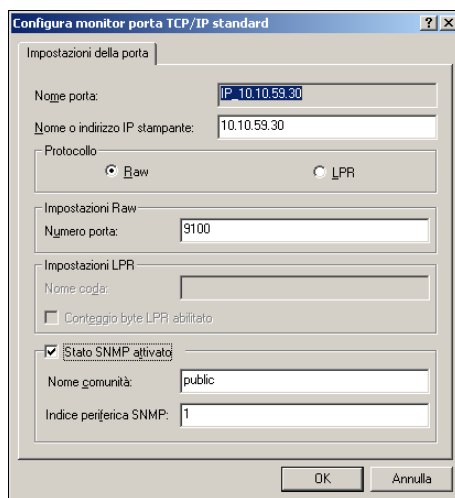 Configura monitor porta TCP/IP standard
Impostazioni della porta
Nome porta: IP_10.10.59.30
Nome o indirizzo IP stampante: 10.10.59.30
Protocollo
Raw LPR
Impostazioni Raw
Numero porta: 9100
Impostazioni LPR
Nome coda:
Conteggio byte LPR abilitato
Stato SNMP attivato
Nome comunità: public
Indice periferica SNMP: 1
OK Annulla